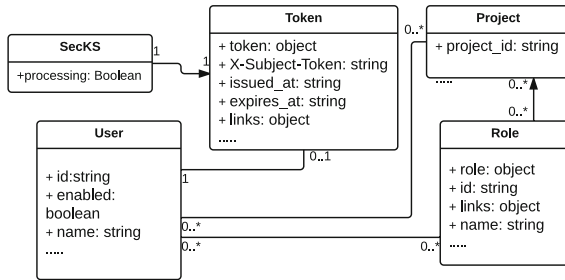 SecKS
+processing: Boolean
1
1
Token
+ token: object
+ X-Subject-Token: string
+ issued_at: string
+ expires_at: string
+ links: object
.....
0..*
Project
+ project_id: string
.....
0..*
0..*
User
+ id:string
+ enabled:
boolean
+ name: string
.....
0..1
1
0..*
0..*
0..*
Role
+ role: object
+ id: string
+ links: object
+ name: string
.....